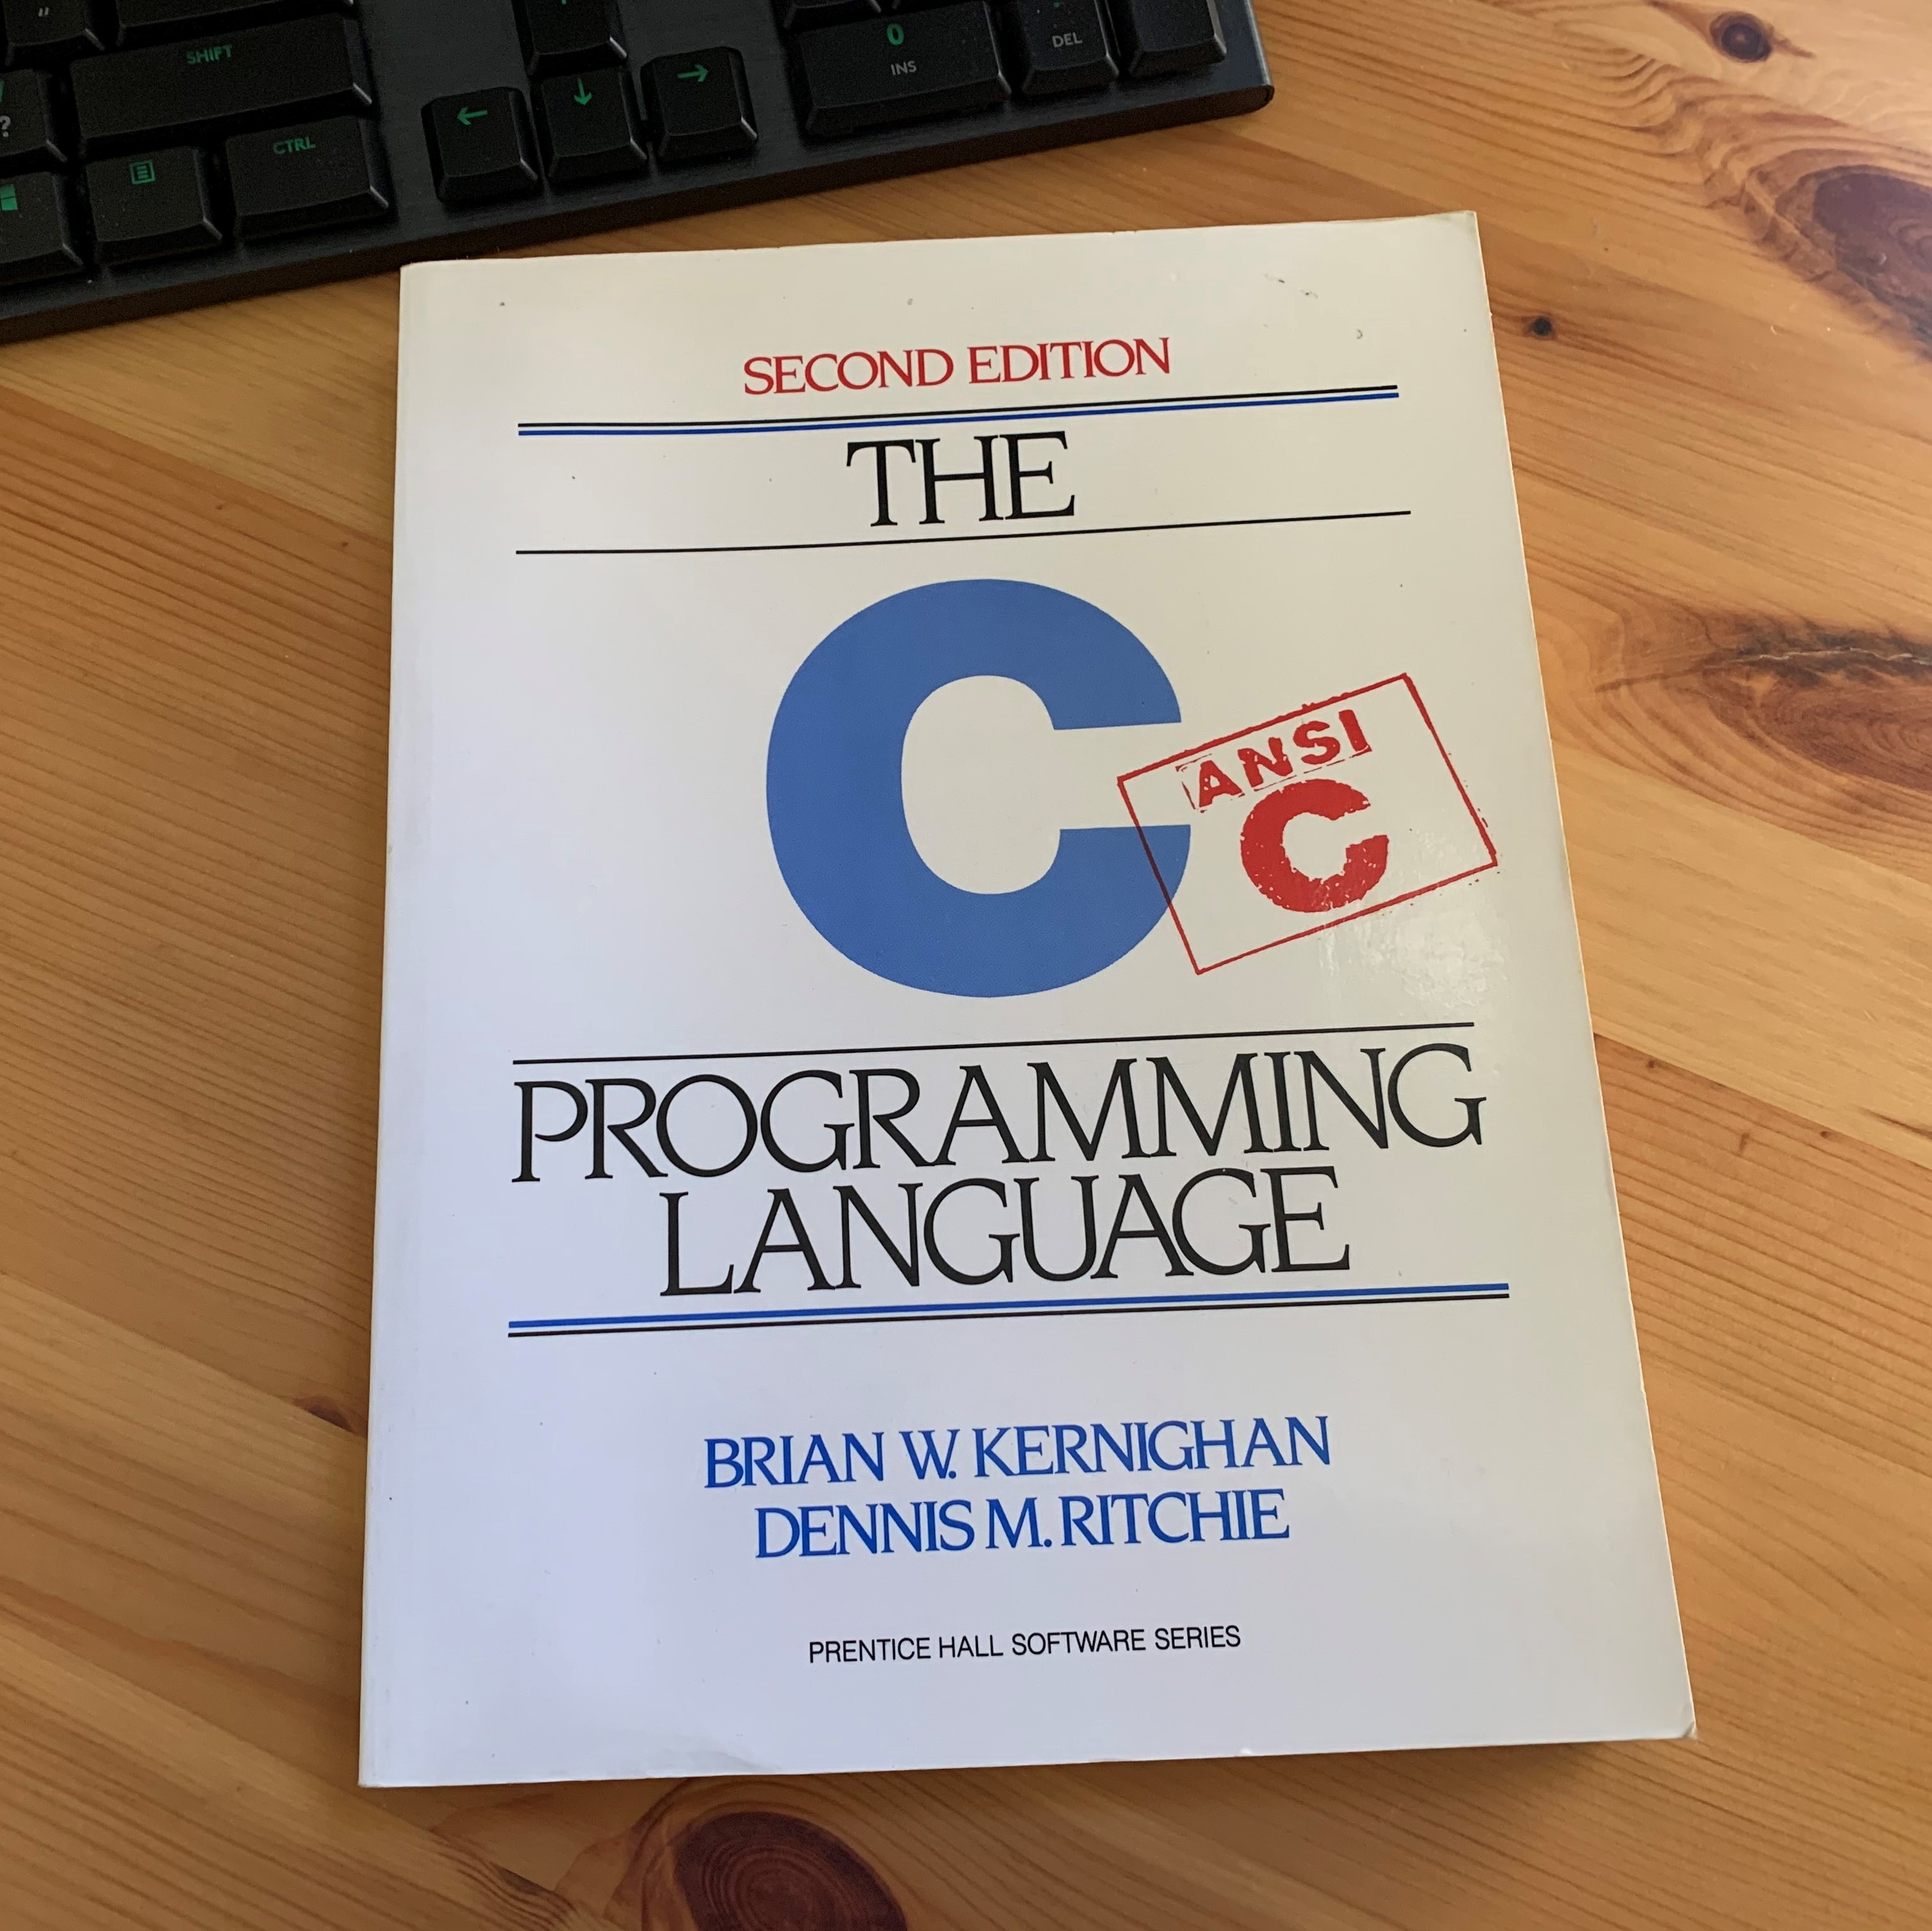 "
SHIFT
?
CTRL
←
↓
→
0
INS
.
DEL
SECOND EDITION
THE
C
ANSI
C
PROGRAMMING
LANGUAGE
BRIAN W. KERNIGHAN
DENNIS M. RITCHIE
PRENTICE HALL SOFTWARE SERIES